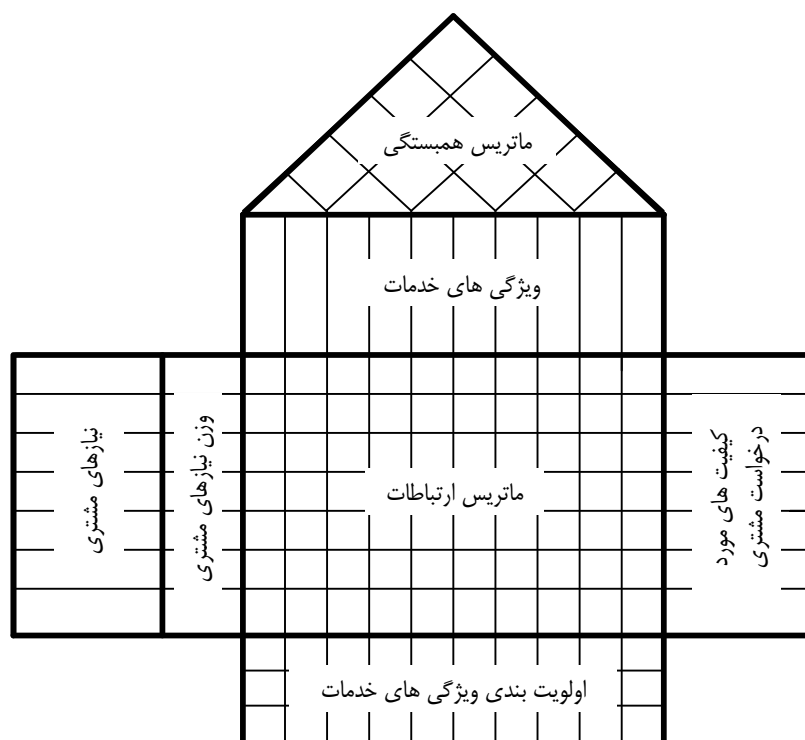 ماتریس همبستگی
ویژگی های خدمات
نیازهای مشتری
وزن نیازهای مشتری
ماتریس ارتباطات
کیفیت های مورد
درخواست مشتری
اولویت بندی ویژگی های خدمات